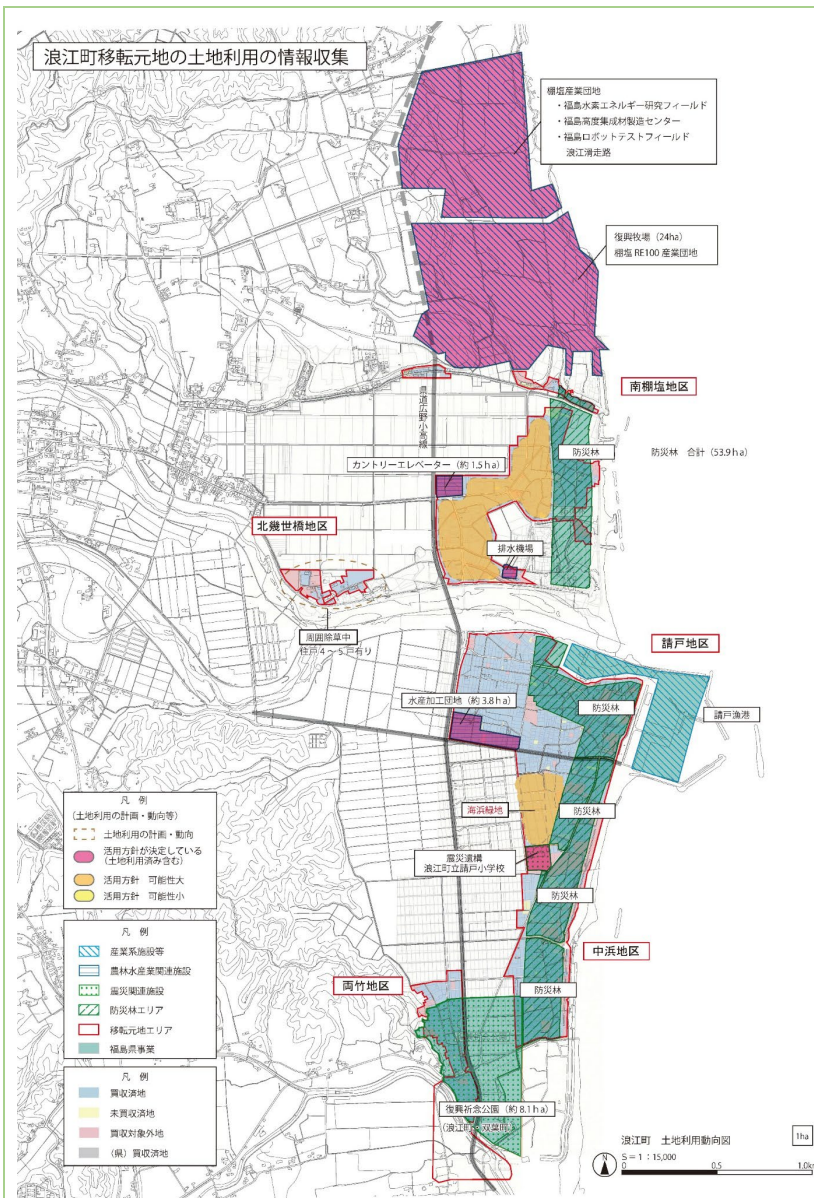 浪江町移転元地の土地利用の情報収集
棚塩産業団地
・福島水素エネルギー研究フィールド
・福島高度集成材製造センター
・福島ロボットテストフィールド
浪江滑走路
復興牧場（24ha）
棚塩 RE100 産業団地
南棚塩地区
県道広野小高線
防災林
防災林　合計（53.9ha）
カントリーエレベーター（約 1.5ha）
北幾世橋地区
排水機場
周囲除草中
住戸 4～5 戸有り
請戸地区
水産加工団地（約 3.8ha）
防災林
請戸漁港
海浜緑地
防災林
震災遺構
浪江町立請戸小学校
防災林
中浜地区
両竹地区
防災林
復興祈念公園（約 8.1ha）
（浪江町・双葉町）
凡　例
（土地利用の計画・動向等）
土地利用の計画・動向
活用方針が決定している
（土地利用済み含む）
活用方針　可能性大
活用方針　可能性小
凡　例
産業系施設等
農林水産業関連施設
震災関連施設
防災林エリア
移転元地エリア
福島県事業
凡　例
買収済地
未買収済地
買収対象外地
（県）買収済地
浪江町　土地利用動向図
1ha
S＝1：15,000
N
0　0.5　1.0km